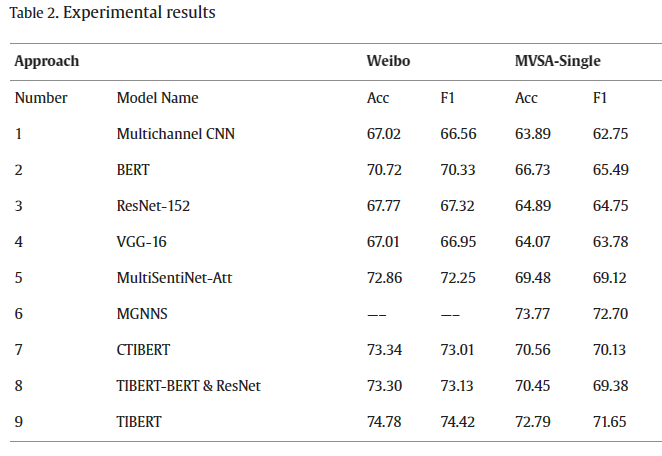 Table 2. Experimental results
Approach Weibo MVSA-Single
Number Model Name Acc F1 Acc F1
1 Multichannel CNN 67.02 66.56 63.89 62.75
2 BERT 70.72 70.33 66.73 65.49
3 ResNet-152 67.77 67.32 64.89 64.75
4 VGG-16 67.01 66.95 64.07 63.78
5 MultiSentiNet-Att 72.86 72.25 69.48 69.12
6 MGNNS –– –– 73.77 72.70
7 CTIBERT 73.34 73.01 70.56 70.13
8 TIBERT-BERT & ResNet 73.30 73.13 70.45 69.38
9 TIBERT 74.78 74.42 72.79 71.65